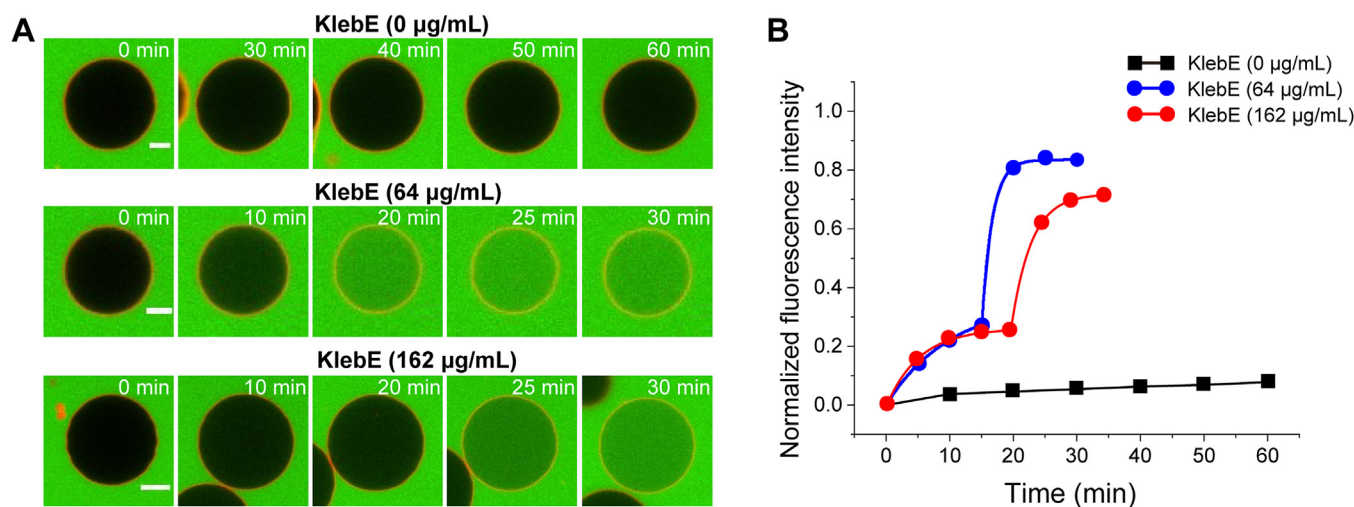 A
KlebE (0 µg/mL)
0 min
30 min
40 min
50 min
60 min
KlebE (64 µg/mL)
0 min
10 min
20 min
25 min
30 min
KlebE (162 µg/mL)
0 min
10 min
20 min
25 min
30 min
B
KlebE (0 µg/mL)
KlebE (64 µg/mL)
KlebE (162 µg/mL)
Normalized fluorescence intensity
1.0
0.8
0.6
0.4
0.2
0.0
0 10 20 30 40 50 60
Time (min)